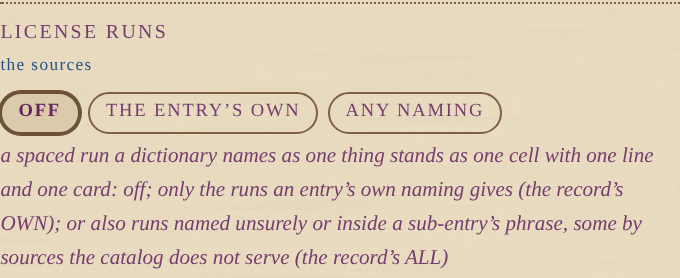 LICENSE RUNS
the sources
OFF THE ENTRY’S OWN ANY NAMING
a spaced run a dictionary names as one thing stands as one cell with one line
and one card: off; only the runs an entry’s own naming gives (the record’s
OWN); or also runs named unsurely or inside a sub-entry’s phrase, some by
sources the catalog does not serve (the record’s ALL)